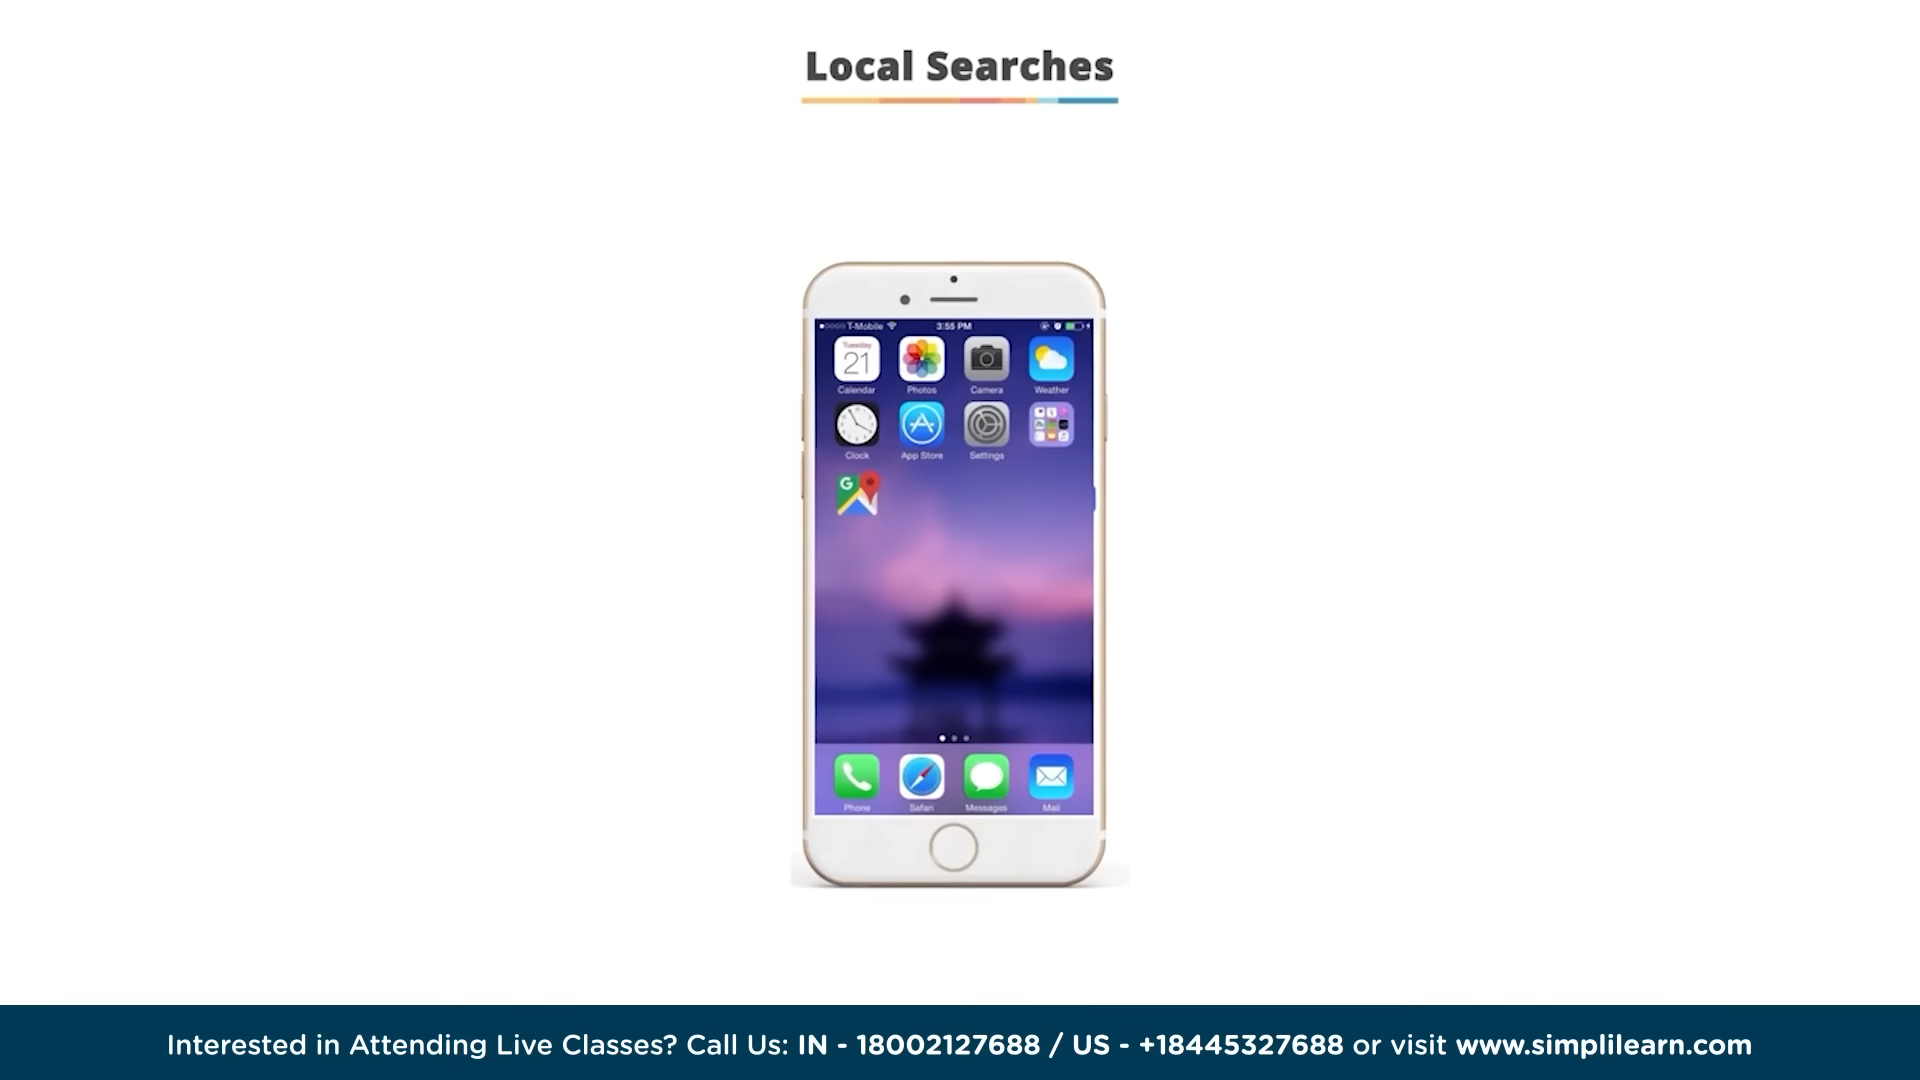 Local Searches
T-Mobile 3:55 PM
Tuesday
21
Calendar Photos Camera Weather
Clock App Store Settings
G
Phone Safari Messages Mail
Interested in Attending Live Classes? Call Us: IN - 18002127688 / US - +18445327688 or visit www.simplilearn.com